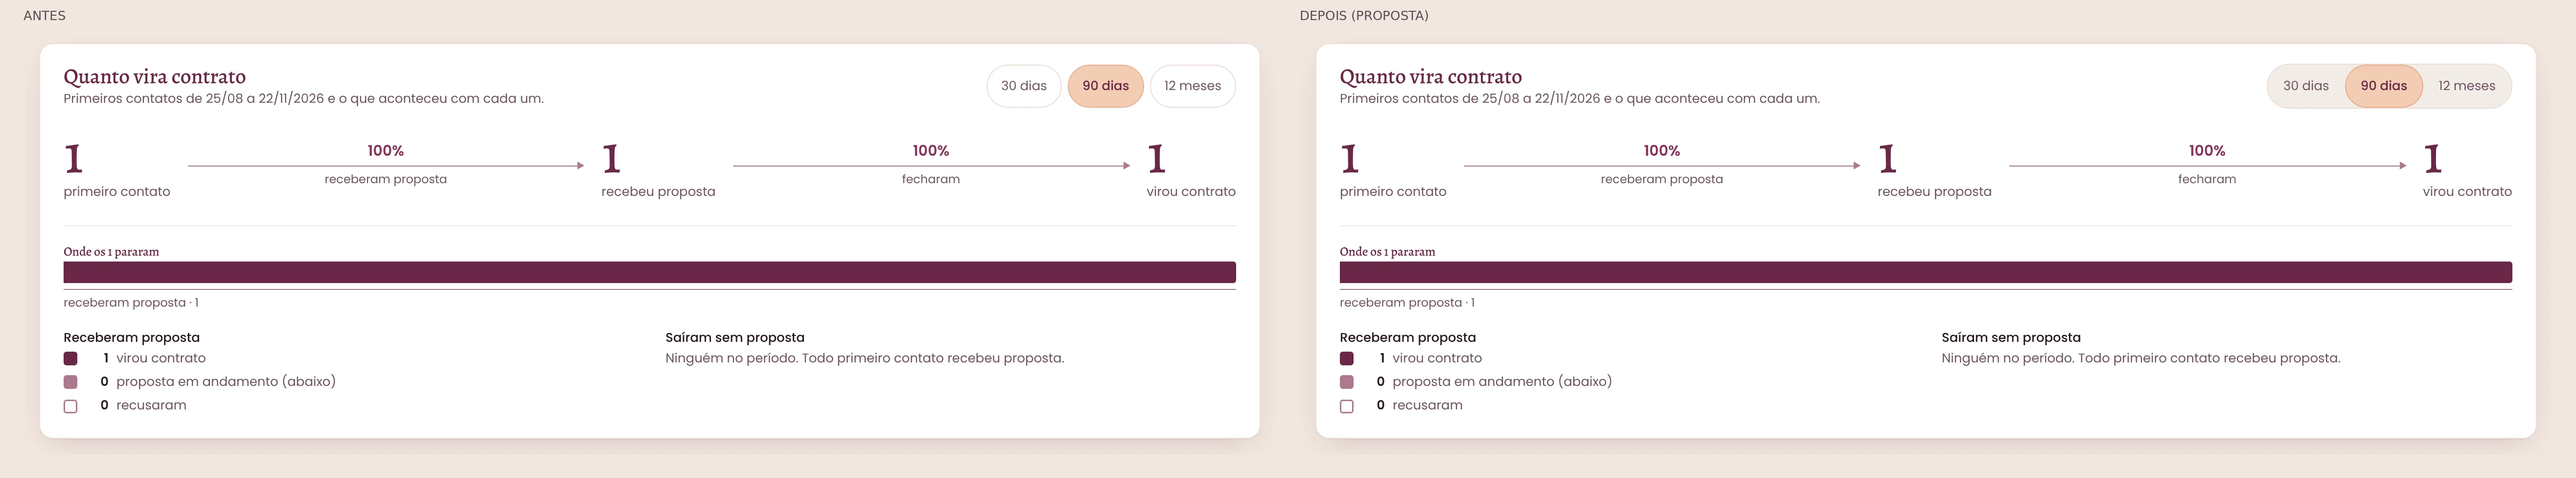 ANTES
Quanto vira contrato
Primeiros contatos de 25/08 a 22/11/2026 e o que aconteceu com cada um.
30 dias
90 dias
12 meses
1
primeiro contato
100%
receberam proposta
1
recebeu proposta
100%
fecharam
1
virou contrato
Onde os 1 pararam
receberam proposta · 1
Receberam proposta
1 virou contrato
0 proposta em andamento (abaixo)
0 recusaram
Saíram sem proposta
Ninguém no período. Todo primeiro contato recebeu proposta.
DEPOIS (PROPOSTA)
Quanto vira contrato
Primeiros contatos de 25/08 a 22/11/2026 e o que aconteceu com cada um.
30 dias
90 dias
12 meses
1
primeiro contato
100%
receberam proposta
1
recebeu proposta
100%
fecharam
1
virou contrato
Onde os 1 pararam
receberam proposta · 1
Receberam proposta
1 virou contrato
0 proposta em andamento (abaixo)
0 recusaram
Saíram sem proposta
Ninguém no período. Todo primeiro contato recebeu proposta.